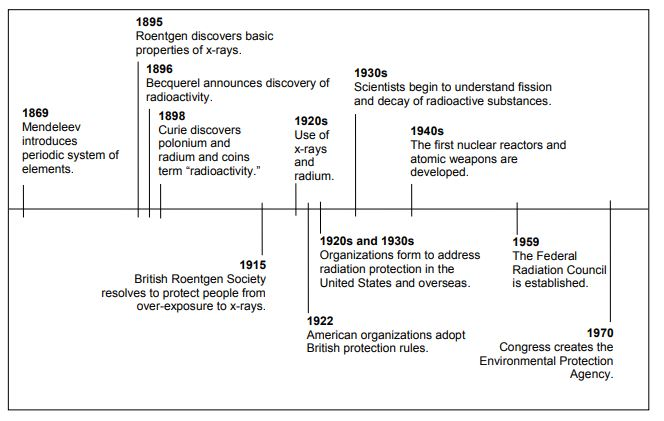 1895
Roentgen discovers basic
properties of x-rays.
1896
Becquerel announces discovery of
radioactivity.
1930s
Scientists begin to understand fission
and decay of radioactive substances.
1869
Mendeleev
introduces
periodic system of
elements.
1898
Curie discovers
polonium and
radium and coins
term “radioactivity.”
1920s
Use of
x-rays
and
radium.
1940s
The first nuclear reactors and
atomic weapons are
developed.
1915
British Roentgen Society
resolves to protect people from
over-exposure to x-rays.
1920s and 1930s
Organizations form to address
radiation protection in the
United States and overseas.
1959
The Federal
Radiation Council
is established.
1922
American organizations adopt
British protection rules.
1970
Congress creates the
Environmental Protection
Agency.